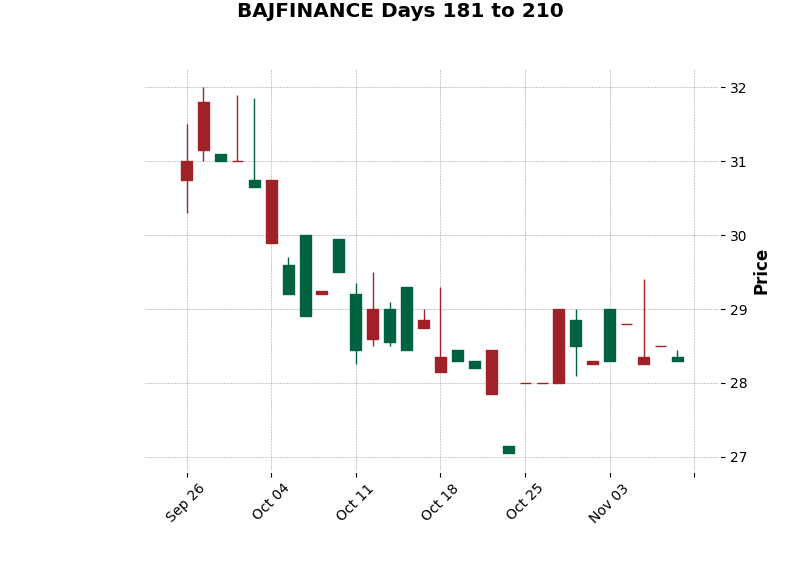 BAJFINANCE Days 181 to 210
32
31
30
29
28
27
Price
Sep 26
Oct 04
Oct 11
Oct 18
Oct 25
Nov 03